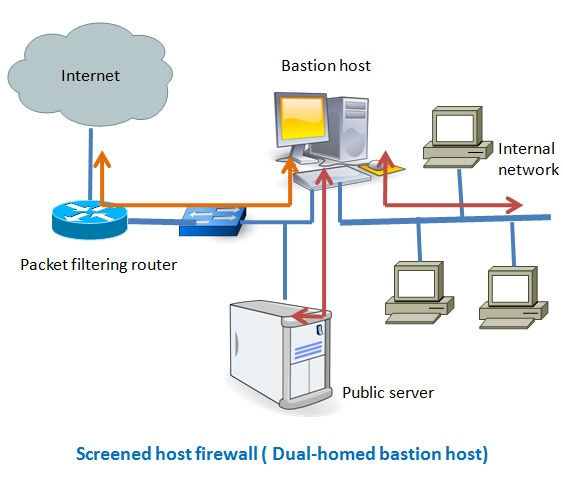 Internet
Bastion host
Internal
network
Packet filtering router
Public server
Screened host firewall ( Dual-homed bastion host)